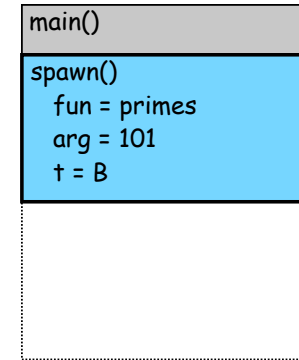 main()
spawn()
fun = primes
arg = 101
t = B